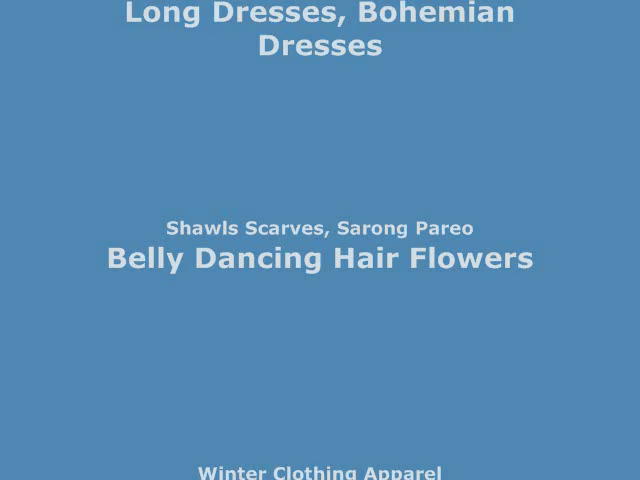 Long Dresses, Bohemian
Dresses
Shawls Scarves, Sarong Pareo
Belly Dancing Hair Flowers
Winter Clothing Apparel